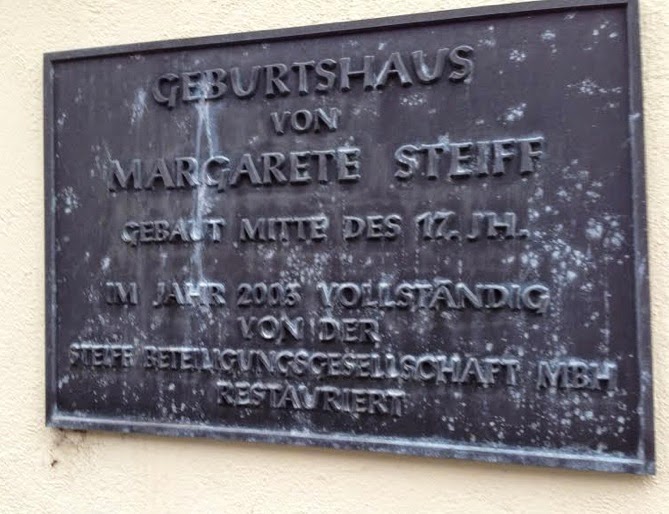 GEBURTSHAUS
VON
MARGARETE STEIFF
GEBAUT MITTE DES 17. JH.
IM JAHR 2003 VOLLSTÄNDIG
VON DER
STEIFF BETEILIGUNGSGESELLSCHAFT MBH
RESTAURIERT